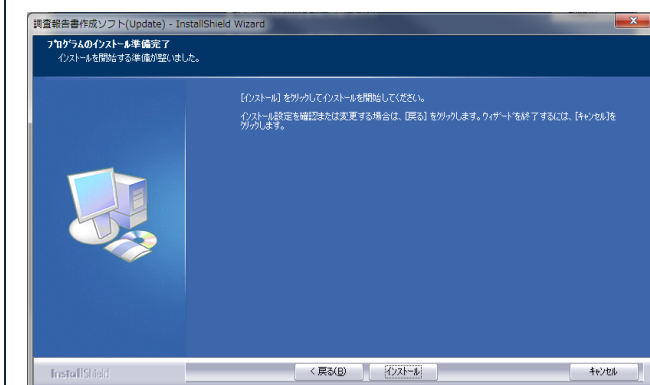 調査報告書作成ソフト(Update) - InstallShield Wizard
プログラムのインストール準備完了
インストールを開始する準備が整いました。
[インストール] をクリックしてインストールを開始してください。
インストール設定を確認または変更する場合は、[戻る] をクリックします。ウィザードを終了するには、[キャンセル]を
クリックします。
InstallShield
< 戻る(B)
インストール
キャンセル